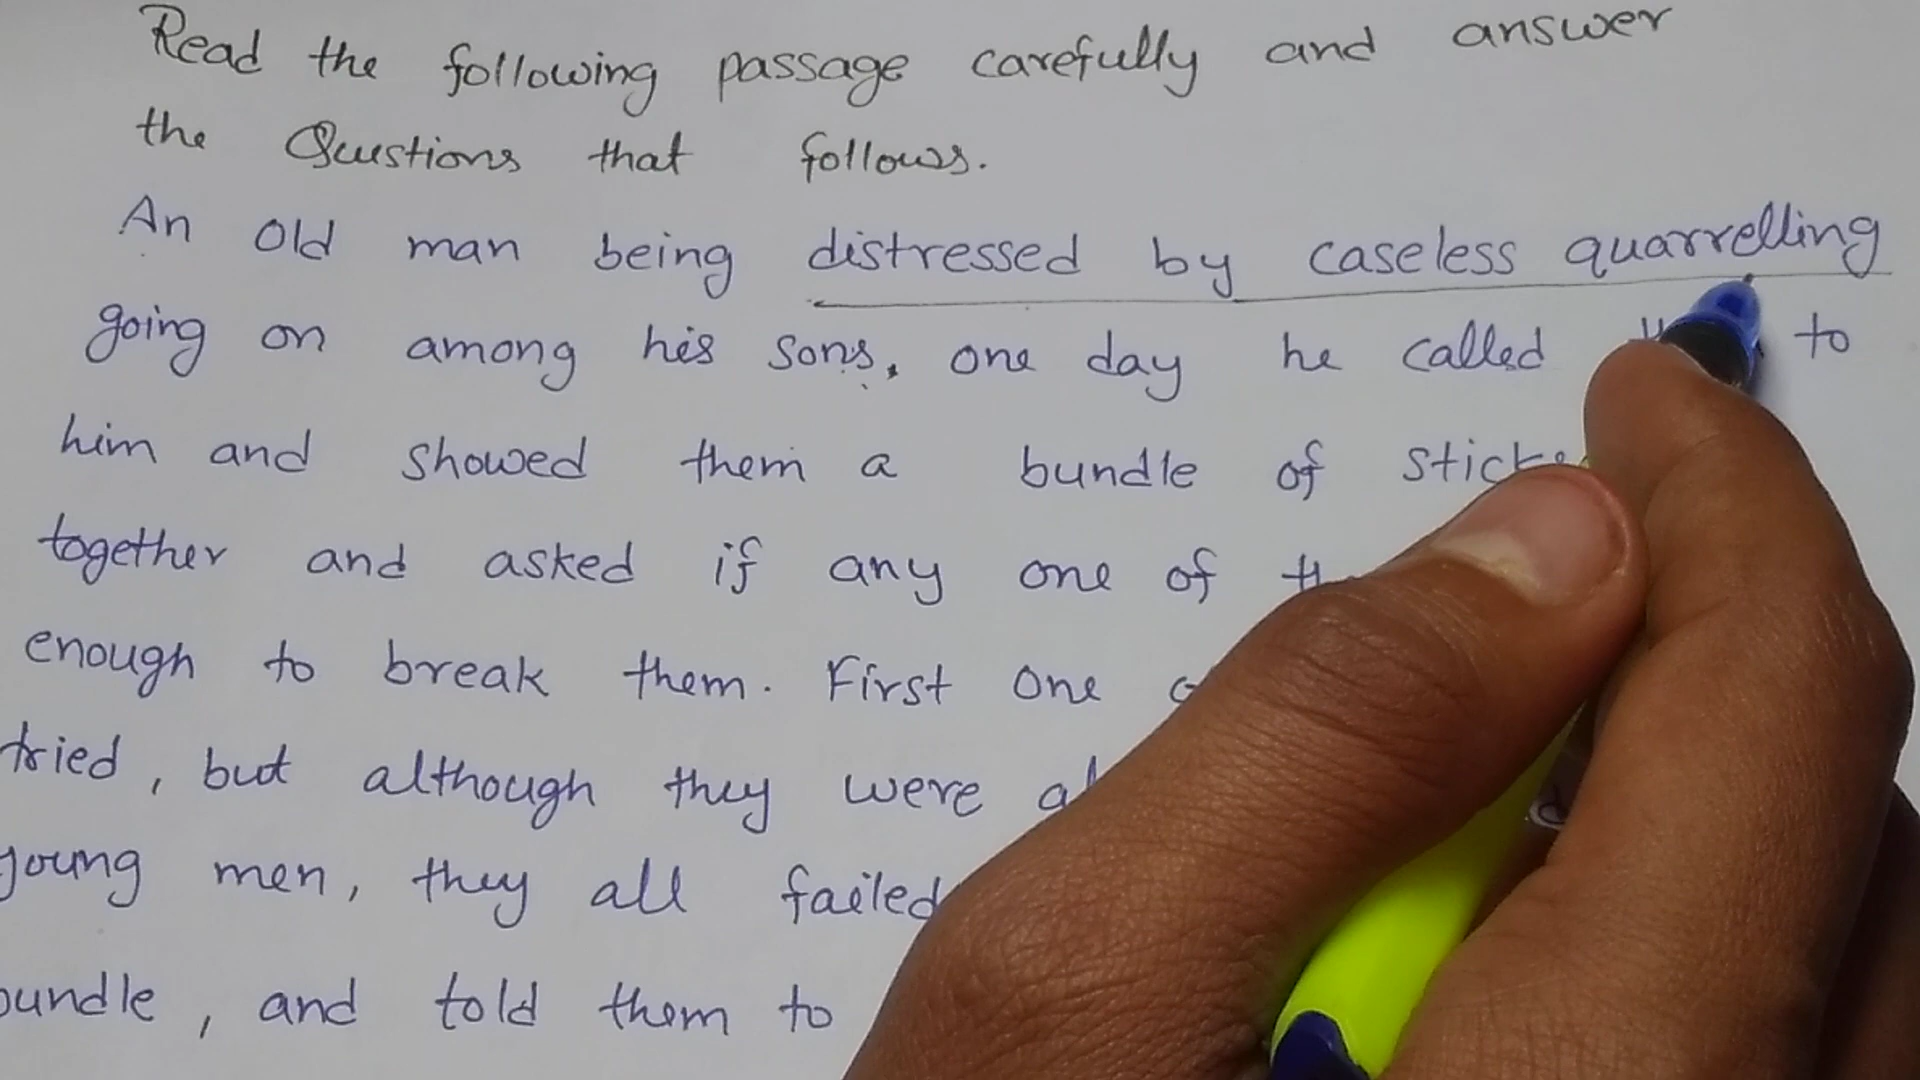 Read the following passage carefully and answer
the Questions that follows.
An old man being distressed by caseless quarrelling
going on among his sons, one day he called to
him and showed them a bundle of
together and asked if any one of
enough to break them. First one
tried, but although they were
young men, they all failed
bundle, and told them to